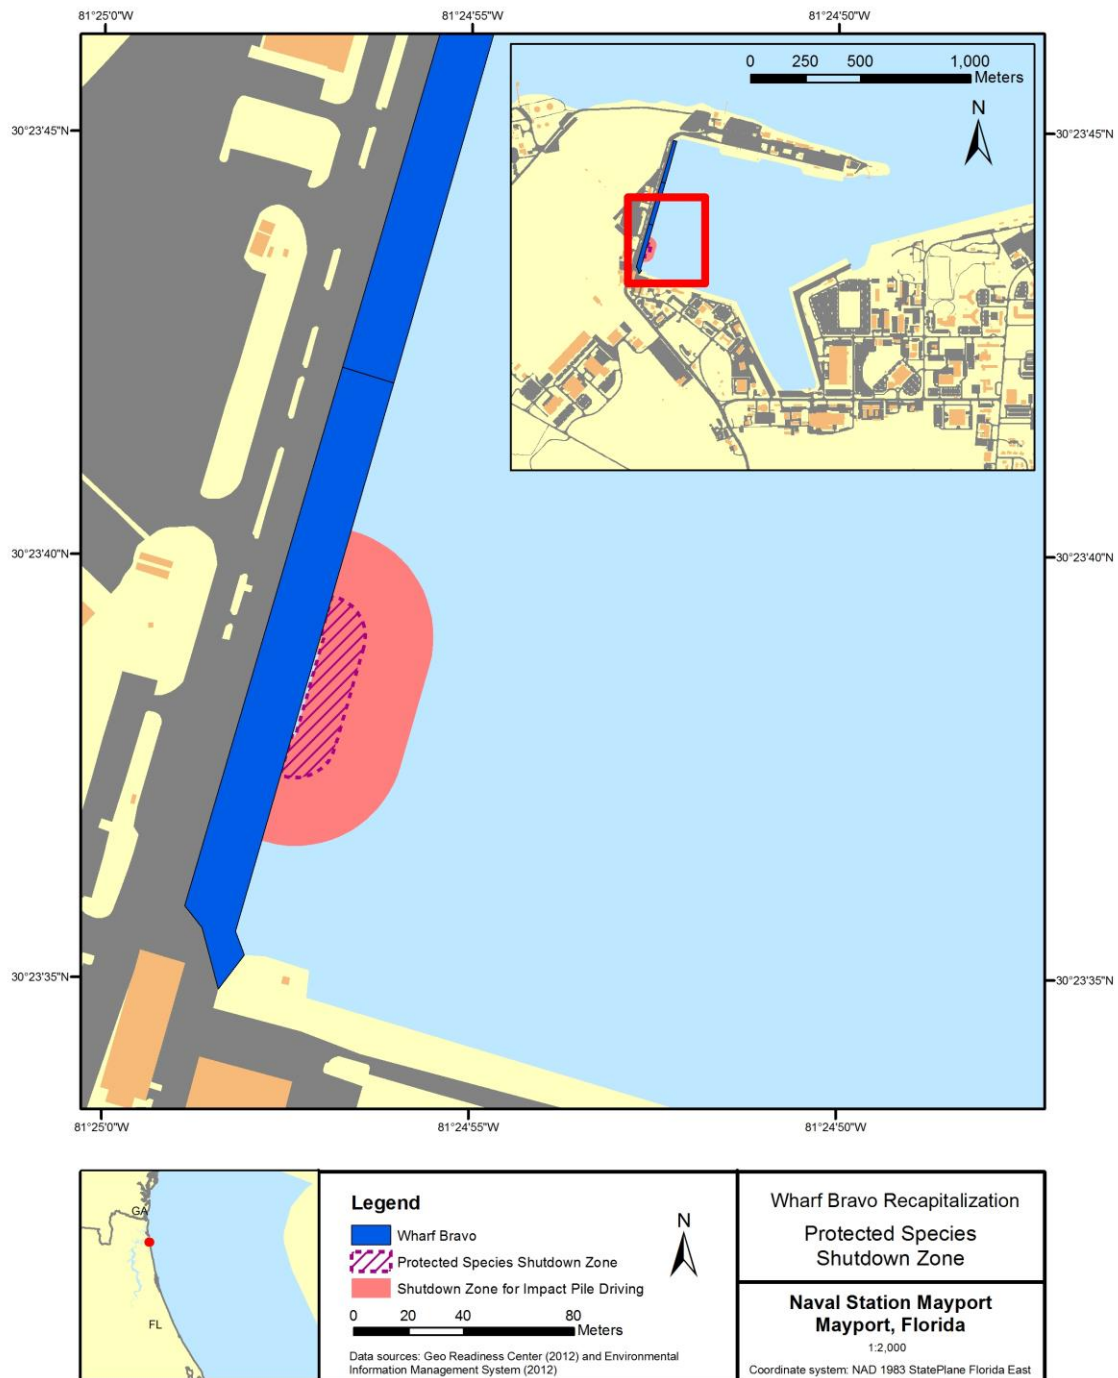 81°25'0"W
81°24'55"W
81°24'50"W
30°23'45"N
30°23'45"N
0 250 500 1,000
Meters
N
30°23'40"N
30°23'40"N
30°23'35"N
30°23'35"N
81°25'0"W
81°24'55"W
81°24'50"W
GA
FL
Legend
Wharf Bravo
Protected Species Shutdown Zone
Shutdown Zone for Impact Pile Driving
N
0 20 40 80
Meters
Data sources: Geo Readiness Center (2012) and Environmental
Information Management System (2012)
Wharf Bravo Recapitalization
Protected Species
Shutdown Zone
Naval Station Mayport
Mayport, Florida
1:2,000
Coordinate system: NAD 1983 StatePlane Florida East